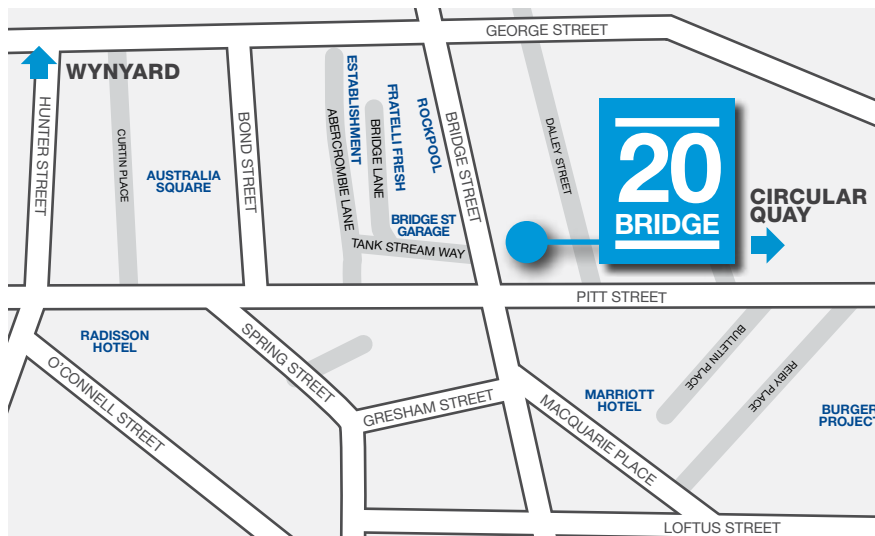 GEORGE STREET
WYNYARD
HUNTER STREET
CURTIN PLACE
AUSTRALIA
SQUARE
BOND STREET
ESTABLISHMENT
ABERCROMBIE LANE
BRIDGE LANE
FRATELLI FRESH
ROCKPOOL
BRIDGE STREET
BRIDGE ST
GARAGE
TANK STREAM WAY
DALLEY STREET
20
BRIDGE
CIRCULAR
QUAY
PITT STREET
RADISSON
HOTEL
O'CONNELL STREET
SPRING STREET
GRESHAM STREET
MACQUARIE PLACE
MARRIOTT
HOTEL
BULLETIN PLACE
REIBY PLACE
BURGER
PROJECT
LOFTUS STREET